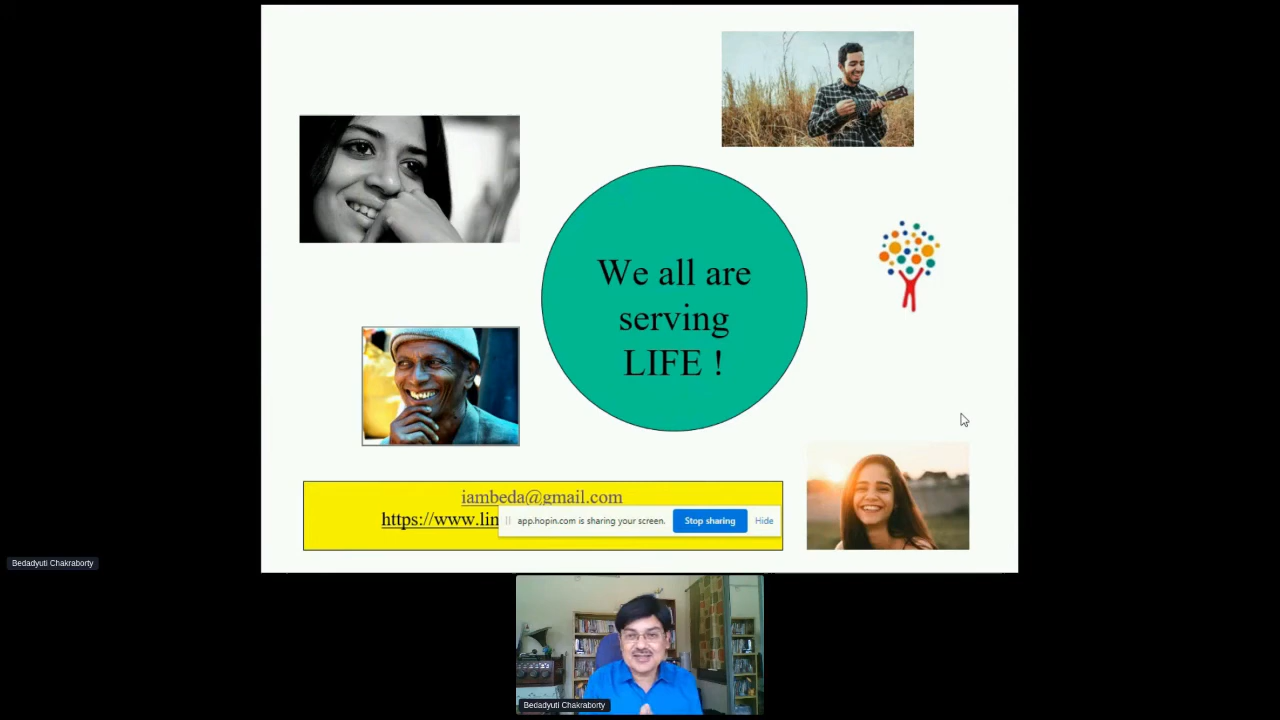 We all are
serving
LIFE !
iambeda@gmail.com
https://www.lin
app.hopin.com is sharing your screen.
Stop sharing
Hide
Bedadyuti Chakraborty
Bedadyuti Chakraborty